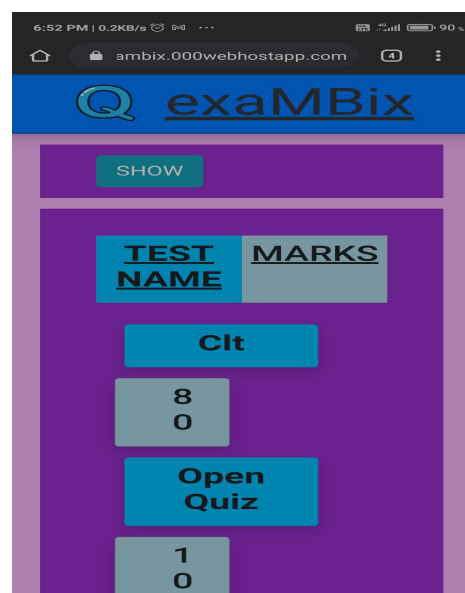 6:52 PM | 0.2KB/s ... 4G 90%
ambix.000webhostapp.com 4
Q exaMBix
SHOW
TEST MARKS
NAME
Clt
8
0
Open
Quiz
1
0